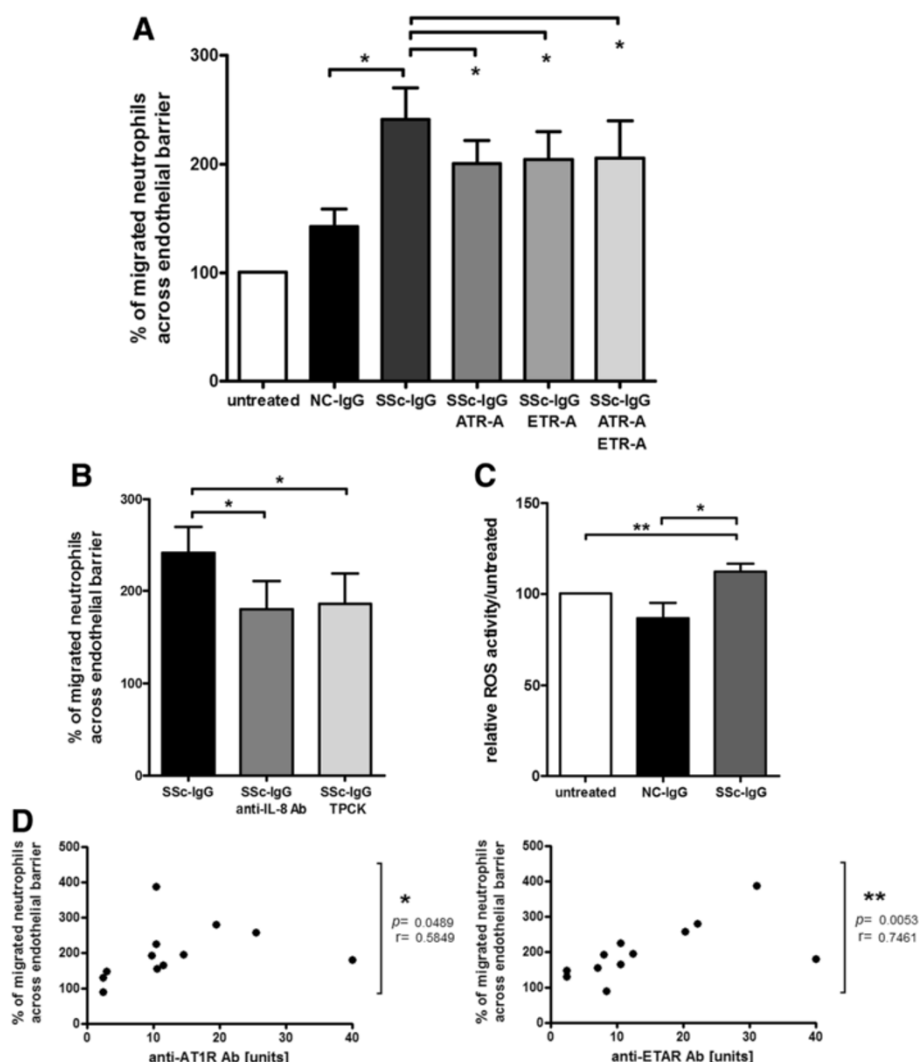 A
% of migrated neutrophils
across endothelial barrier
300
200
100
0
*
*
*
*
untreated NC-IgG SSc-IgG SSc-IgG SSc-IgG SSc-IgG
ATR-A ETR-A ATR-A
ETR-A
B
% of migrated neutrophils
across endothelial barrier
300
200
100
0
*
*
SSc-IgG SSc-IgG SSc-IgG
anti-IL-8 Ab TPCK
C
relative ROS activity/untreated
150
100
50
0
*
**
untreated NC-IgG SSc-IgG
D
% of migrated neutrophils
across endothelial barrier
500
400
300
200
100
0
0 10 20 30 40
anti-AT1R Ab [units]
*
p= 0.0489
r= 0.5849
% of migrated neutrophils
across endothelial barrier
500
400
300
200
100
0
0 10 20 30 40
anti-ETAR Ab [units]
**
p= 0.0053
r= 0.7461